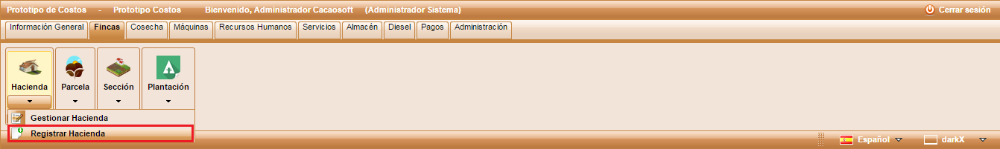 Prototipo de Costos - Prototipo Costos Bienvenido, Administrador Cacaosoft (Administrador Sistema) Cerrar sesión
Información General Fincas Cosecha Máquinas Recursos Humanos Servicios Almacén Diesel Pagos Administración
Hacienda Parcela Sección Plantación
Gestionar Hacienda
Registrar Hacienda
Español darkX